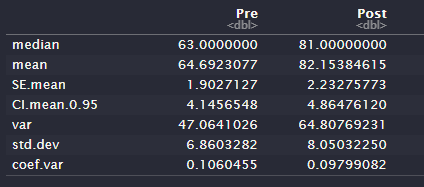 Pre Post
<dbl> <dbl>
median 63.0000000 81.00000000
mean 64.6923077 82.15384615
SE.mean 1.9027127 2.23275773
CI.mean.0.95 4.1456548 4.86476120
var 47.0641026 64.80769231
std.dev 6.8603282 8.05032250
coef.var 0.1060455 0.09799082